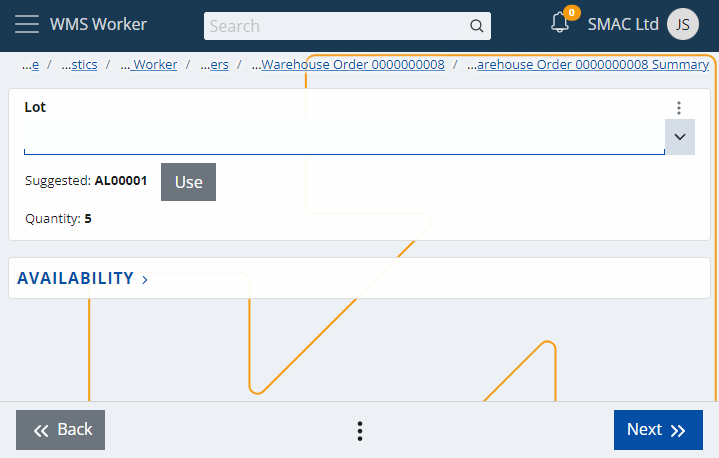 WMS Worker
Search
0
SMAC Ltd
JS
...e / ...stics / ... Worker / ...ers / ...Warehouse Order 0000000008 / ...arehouse Order 0000000008 Summary
Lot
Suggested: AL00001
Use
Quantity: 5
AVAILABILITY
Back
Next